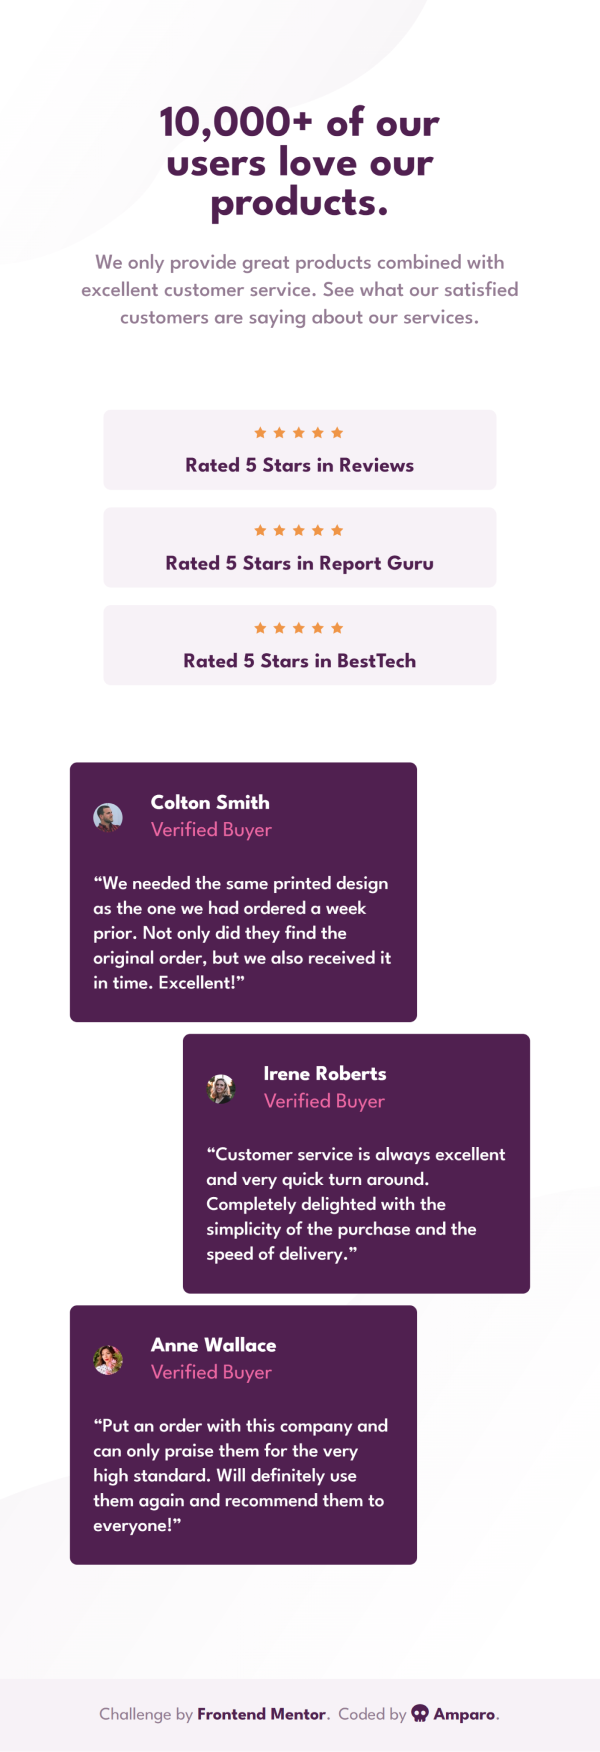 10,000+ of our
users love our
products.
We only provide great products combined with
excellent customer service. See what our satisfied
customers are saying about our services.
Rated 5 Stars in Reviews
Rated 5 Stars in Report Guru
Rated 5 Stars in BestTech
Colton Smith
Verified Buyer
“We needed the same printed design
as the one we had ordered a week
prior. Not only did they find the
original order, but we also received it
in time. Excellent!”
Irene Roberts
Verified Buyer
“Customer service is always excellent
and very quick turn around.
Completely delighted with the
simplicity of the purchase and the
speed of delivery.”
Anne Wallace
Verified Buyer
“Put an order with this company and
can only praise them for the very
high standard. Will definitely use
them again and recommend them to
everyone!”
Challenge by Frontend Mentor. Coded by Amparo.